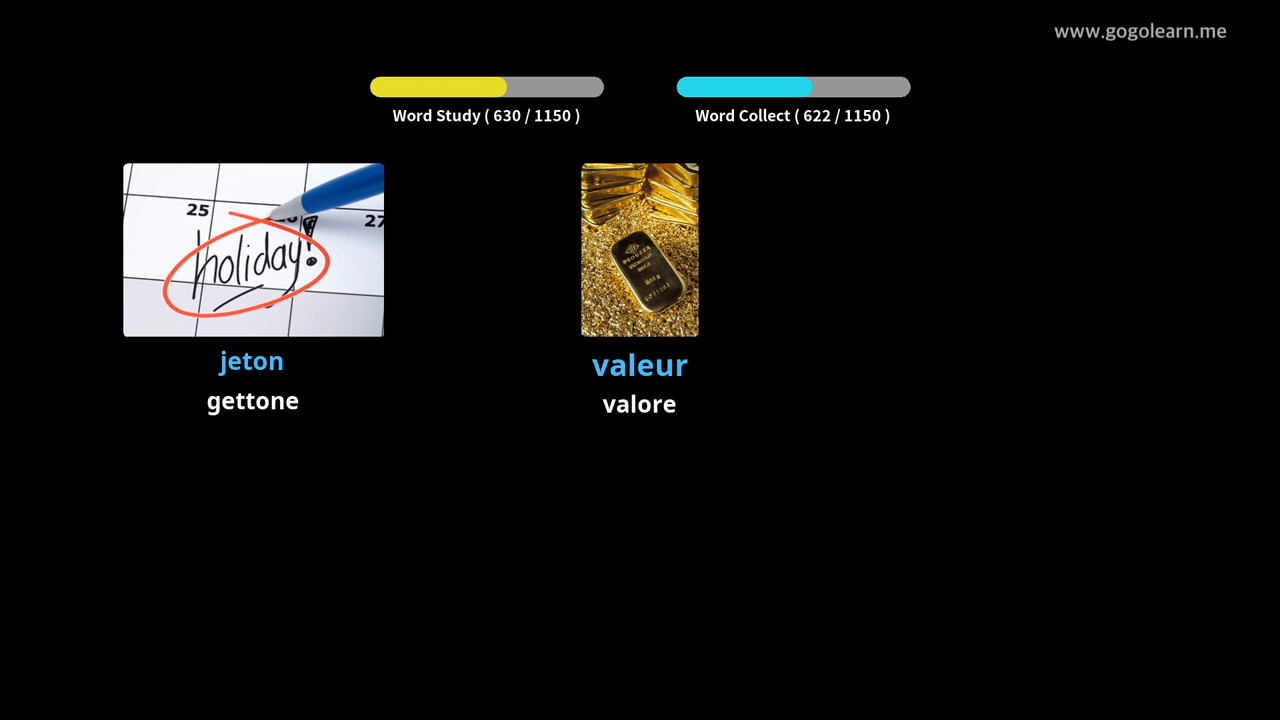 www.gogolearn.me
Word Study ( 630 / 1150 )
Word Collect ( 622 / 1150 )
25
27
holiday!
jeton
gettone
valeur
valore